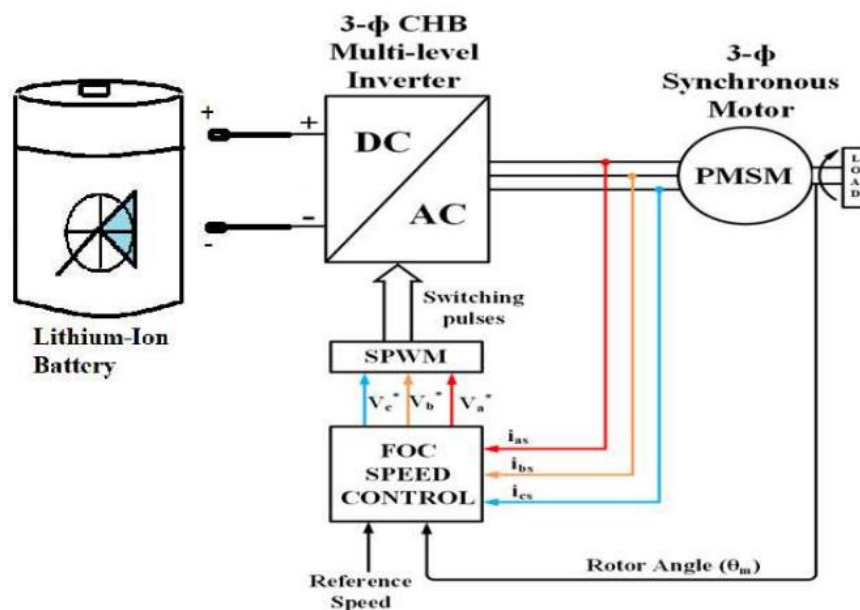 3-ϕ CHB
Multi-level
Inverter
3-ϕ
Synchronous
Motor
+
+
DC
AC
-
-
PMSM
LOAD
Lithium-Ion
Battery
Switching
pulses
SPWM
Vc*
Vb*
Va*
FOC
SPEED
CONTROL
ias
ibs
ics
Rotor Angle (θm)
Reference
Speed